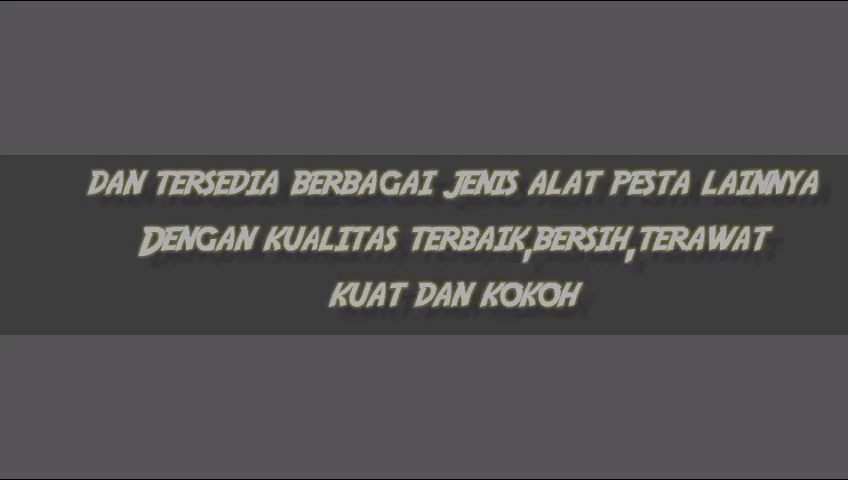 DAN TERSEDIA BERBAGAI JENIS ALAT PESTA LAINNYA
DENGAN KUALITAS TERBAIK,BERSIH,TERAWAT
KUAT DAN KOKOH